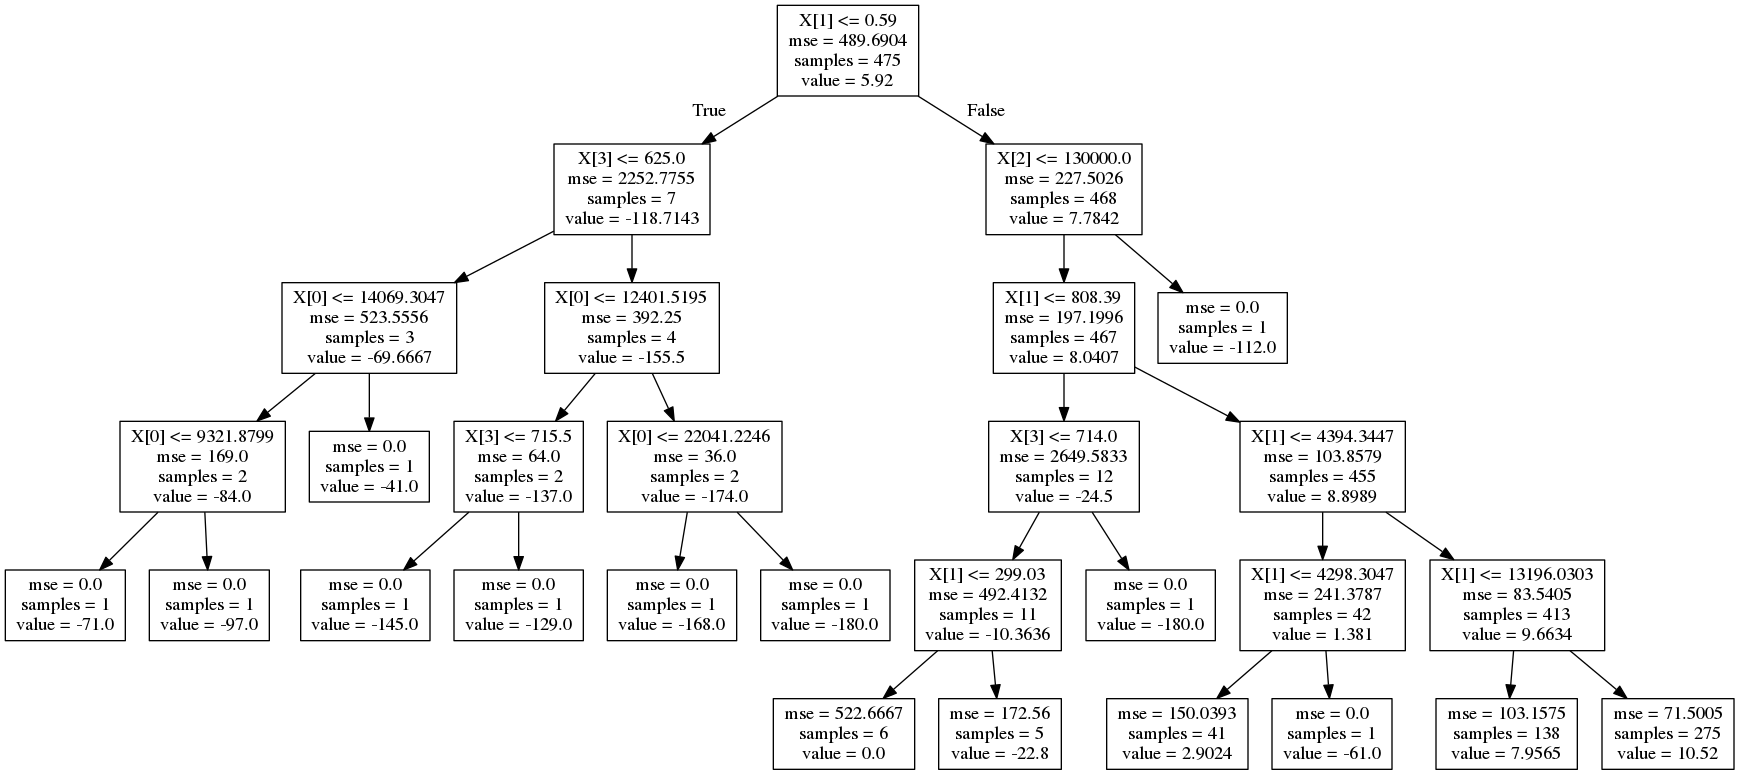 X[1] <= 0.59
mse = 489.6904
samples = 475
value = 5.92
True
False
X[3] <= 625.0
mse = 2252.7755
samples = 7
value = -118.7143
X[2] <= 130000.0
mse = 227.5026
samples = 468
value = 7.7842
X[0] <= 14069.3047
mse = 523.5556
samples = 3
value = -69.6667
X[0] <= 12401.5195
mse = 392.25
samples = 4
value = -155.5
X[1] <= 808.39
mse = 197.1996
samples = 467
value = 8.0407
mse = 0.0
samples = 1
value = -112.0
X[0] <= 9321.8799
mse = 169.0
samples = 2
value = -84.0
mse = 0.0
samples = 1
value = -41.0
X[3] <= 715.5
mse = 64.0
samples = 2
value = -137.0
X[0] <= 22041.2246
mse = 36.0
samples = 2
value = -174.0
X[3] <= 714.0
mse = 2649.5833
samples = 12
value = -24.5
X[1] <= 4394.3447
mse = 103.8579
samples = 455
value = 8.8989
mse = 0.0
samples = 1
value = -71.0
mse = 0.0
samples = 1
value = -97.0
mse = 0.0
samples = 1
value = -145.0
mse = 0.0
samples = 1
value = -129.0
mse = 0.0
samples = 1
value = -168.0
mse = 0.0
samples = 1
value = -180.0
X[1] <= 299.03
mse = 492.4132
samples = 11
value = -10.3636
mse = 0.0
samples = 1
value = -180.0
X[1] <= 4298.3047
mse = 241.3787
samples = 42
value = 1.381
X[1] <= 13196.0303
mse = 83.5405
samples = 413
value = 9.6634
mse = 522.6667
samples = 6
value = 0.0
mse = 172.56
samples = 5
value = -22.8
mse = 150.0393
samples = 41
value = 2.9024
mse = 0.0
samples = 1
value = -61.0
mse = 103.1575
samples = 138
value = 7.9565
mse = 71.5005
samples = 275
value = 10.52